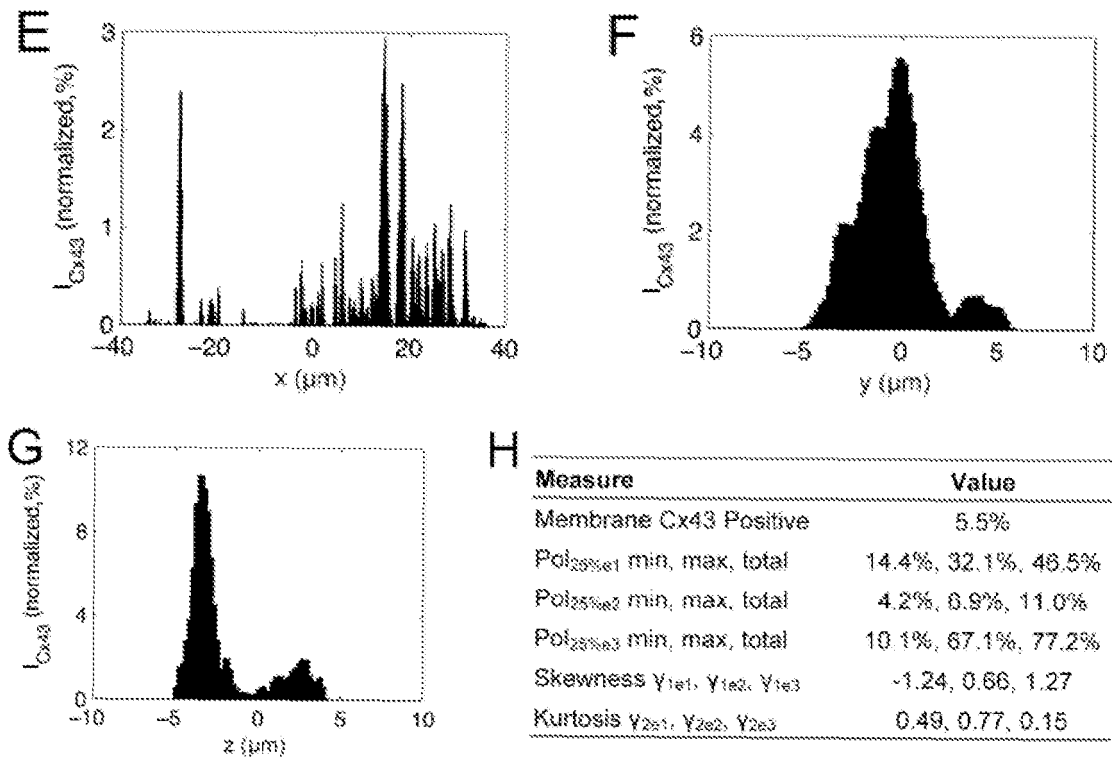 E
3
2
1
0
I_Cx43 (normalized,%)
−40 −20 0 20 40
x (µm)
F
6
4
2
0
I_Cx43 (normalized,%)
−10 −5 0 5 10
y (µm)
G
12
8
4
0
I_Cx43 (normalized,%)
−10 −5 0 5 10
z (µm)
H
Measure Value
Membrane Cx43 Positive 5.5%
Pol25%e1 min, max, total 14.4%, 32.1%, 46.5%
Pol25%e2 min, max, total 4.2%, 6.9%, 11.0%
Pol25%e3 min, max, total 10.1%, 67.1%, 77.2%
Skewness γ1e1, γ1e2, γ1e3 -1.24, 0.66, 1.27
Kurtosis γ2e1, γ2e2, γ2e3 0.49, 0.77, 0.15